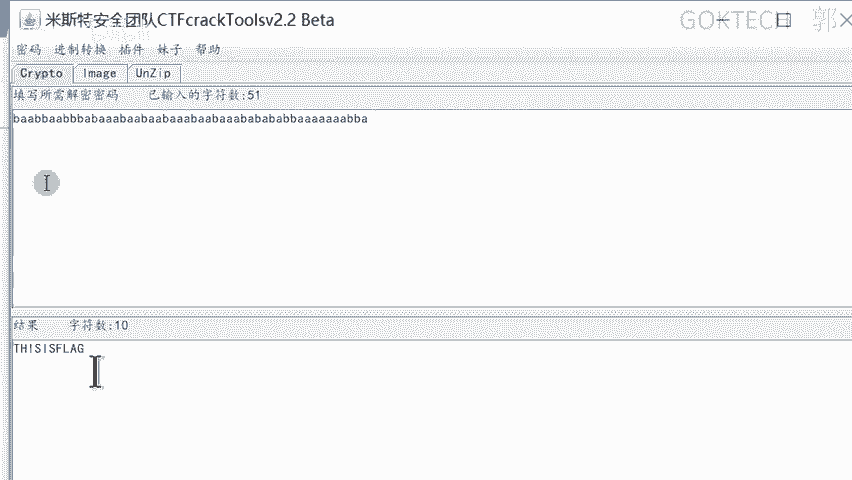 米斯特安全团队CTFcrackToolsv2.2 Beta
GOKTECH 郭
密码 进制转换 插件 妹子 帮助
Crypto Image UnZip
填写所需解密密码 已输入的字符数:51
baabbaabbbabaaabaabaabaaabaabaaababababbaaaaaaabba
结果 字符数:10
THISISFLAG